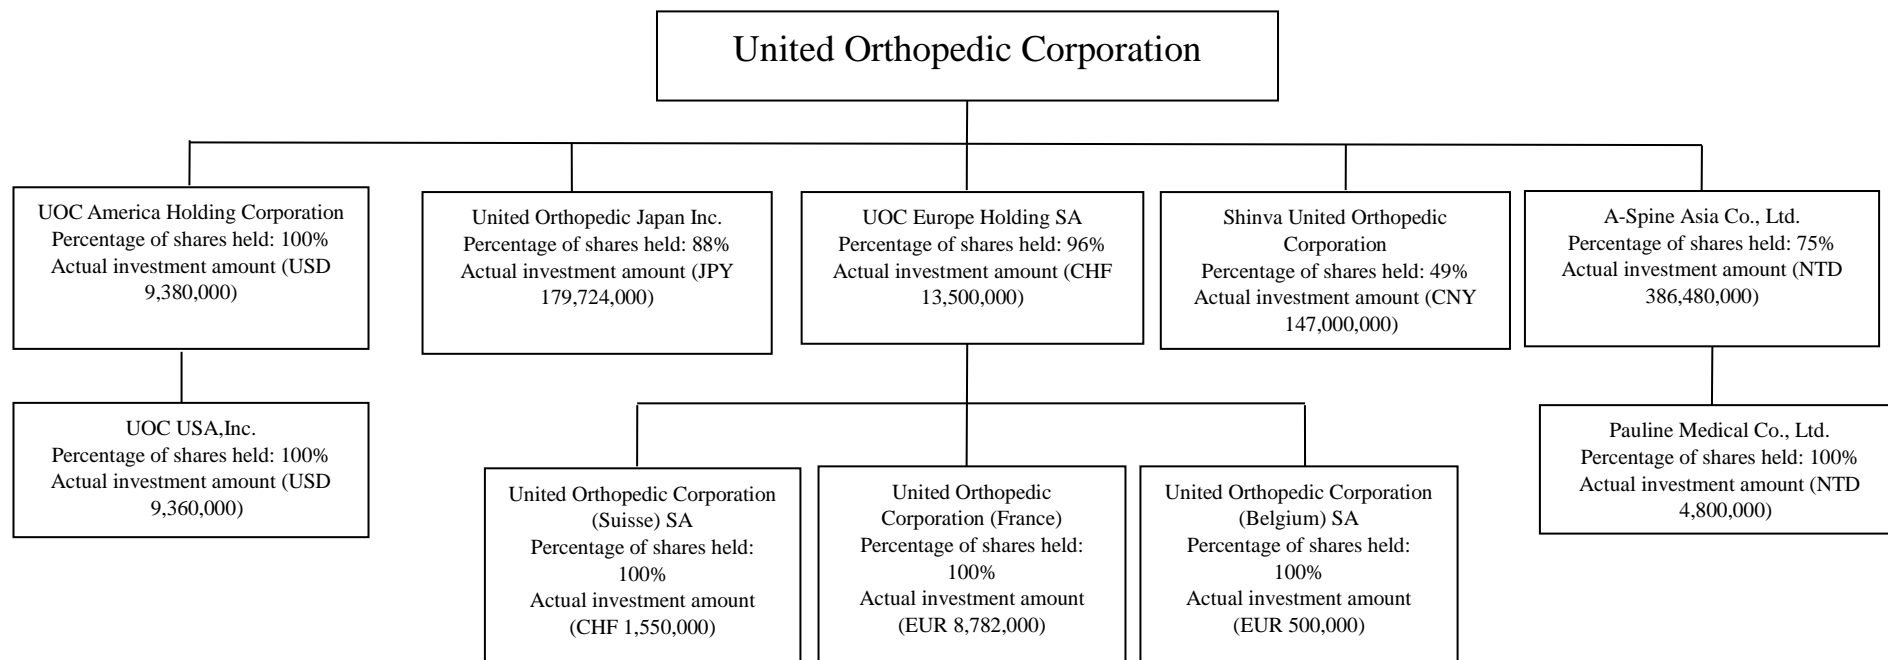 United Orthopedic Corporation
UOC America Holding Corporation
Percentage of shares held: 100%
Actual investment amount (USD
9,380,000)
United Orthopedic Japan Inc.
Percentage of shares held: 88%
Actual investment amount (JPY
179,724,000)
UOC Europe Holding SA
Percentage of shares held: 96%
Actual investment amount (CHF
13,500,000)
Shinva United Orthopedic
Corporation
Percentage of shares held: 49%
Actual investment amount (CNY
147,000,000)
A-Spine Asia Co., Ltd.
Percentage of shares held: 75%
Actual investment amount (NTD
386,480,000)
UOC USA,Inc.
Percentage of shares held: 100%
Actual investment amount (USD
9,360,000)
United Orthopedic Corporation
(Suisse) SA
Percentage of shares held:
100%
Actual investment amount
(CHF 1,550,000)
United Orthopedic
Corporation (France)
Percentage of shares held:
100%
Actual investment amount
(EUR 8,782,000)
United Orthopedic Corporation
(Belgium) SA
Percentage of shares held:
100%
Actual investment amount
(EUR 500,000)
Pauline Medical Co., Ltd.
Percentage of shares held: 100%
Actual investment amount (NTD
4,800,000)